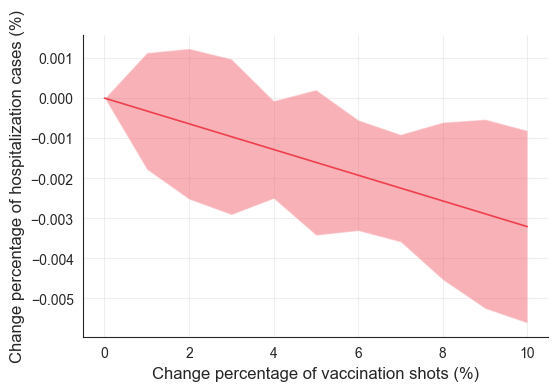 Change percentage of hospitalization cases (%)
0.001
0.000
−0.001
−0.002
−0.003
−0.004
−0.005
0 2 4 6 8 10
Change percentage of vaccination shots (%)